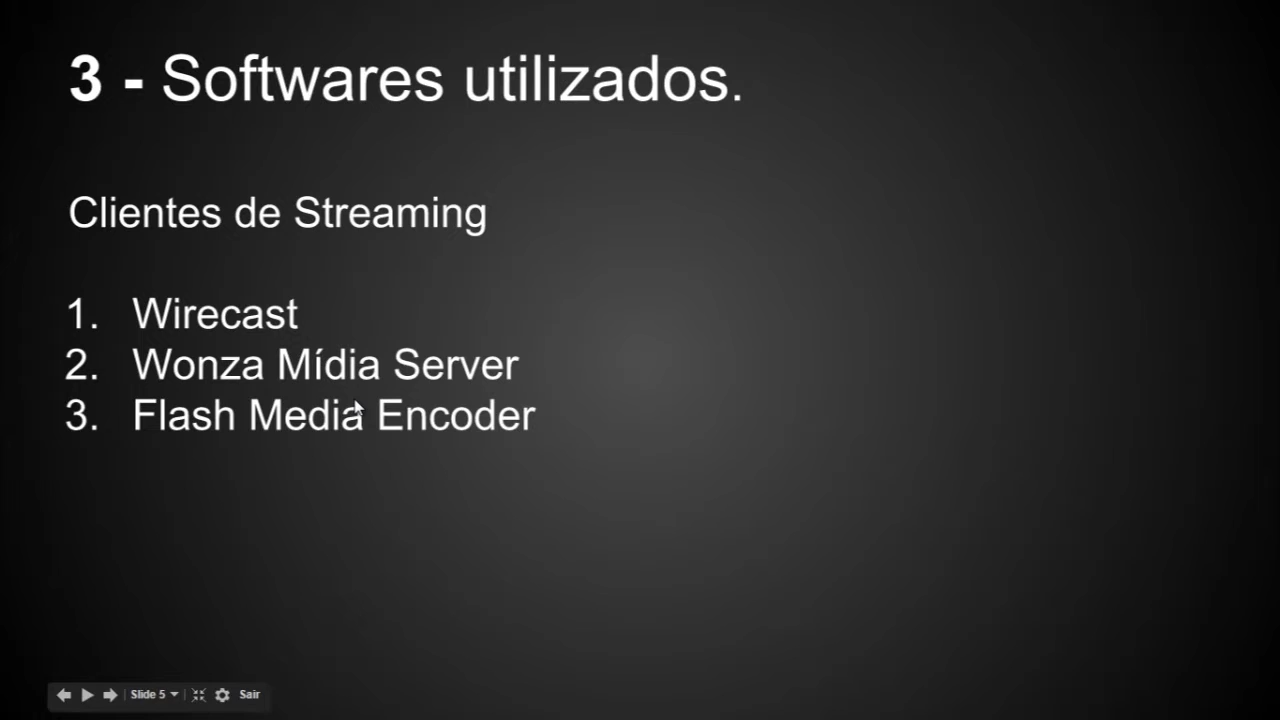 3 - Softwares utilizados.
Clientes de Streaming
1. Wirecast
2. Wonza Mídia Server
3. Flash Media Encoder
Slide 5
Sair